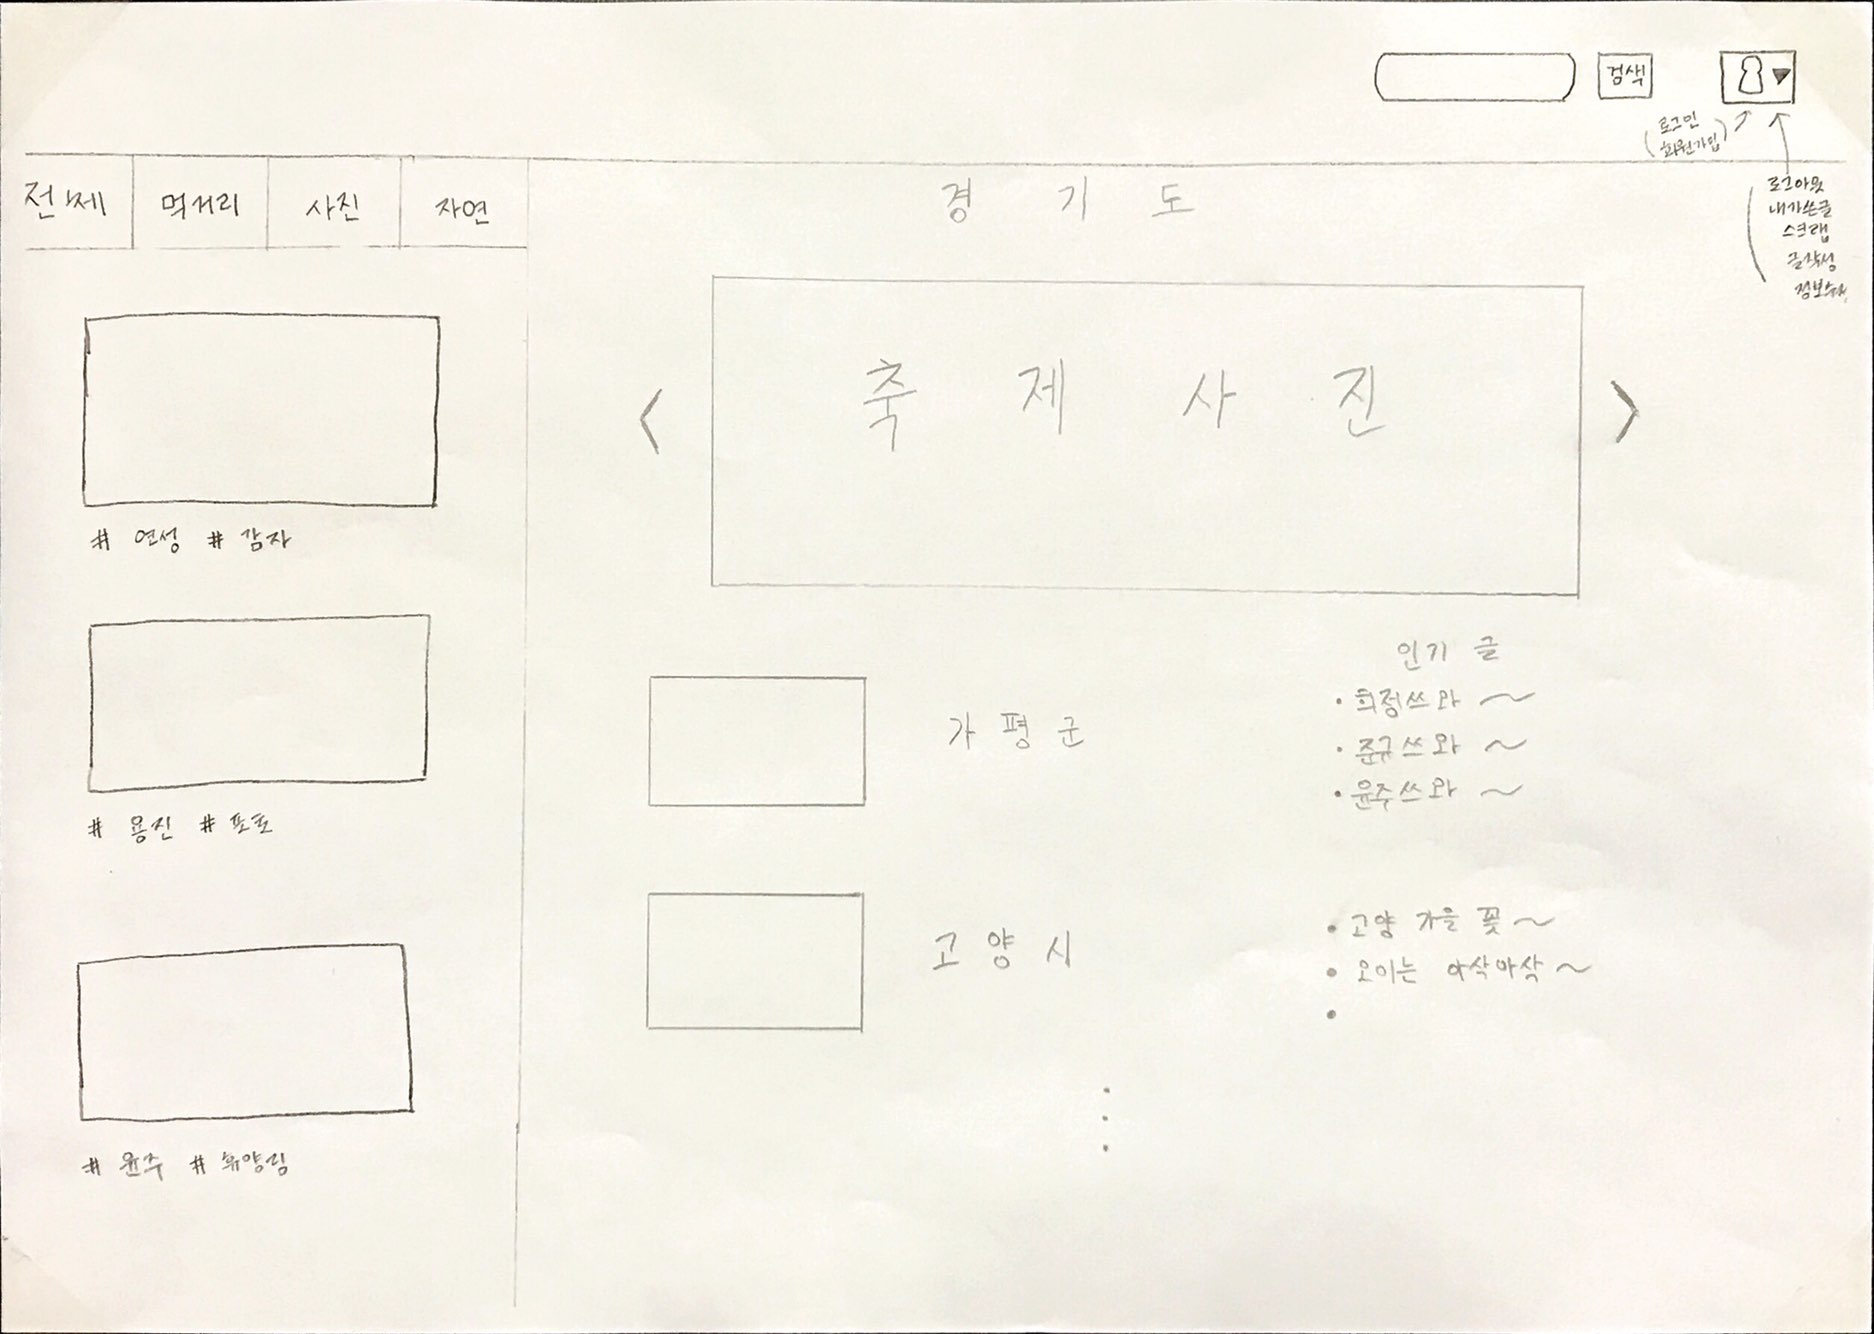 검색
(로그인
회원가입)
로그아웃
내가쓴글
스크랩
글작성
정보수정
전체 먹거리 사진 자연
경 기 도
< 축 제 사 진 >
# 연성 # 감자
# 용진 # 포포
# 윤주 # 휴양림
인기 글
가 평 군
• 희정쓰와 ~
• 준규쓰와 ~
• 윤주쓰와 ~
고 양 시
• 고양 가을 꽃 ~
• 오이는 아삭아삭 ~
•